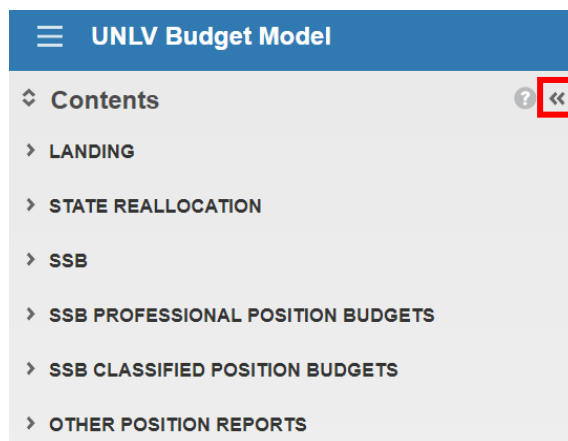 UNLV Budget Model
Contents ? «
> LANDING
> STATE REALLOCATION
> SSB
> SSB PROFESSIONAL POSITION BUDGETS
> SSB CLASSIFIED POSITION BUDGETS
> OTHER POSITION REPORTS